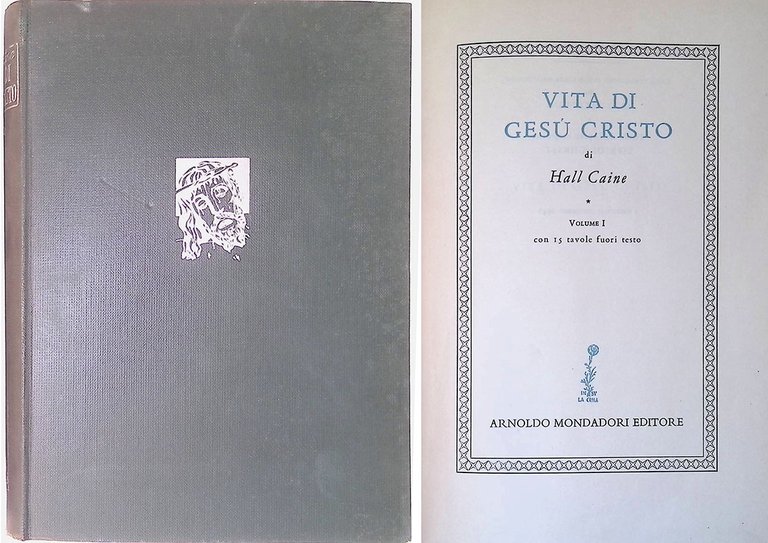 VITA DI
GESÚ CRISTO
di
Hall Caine
*
VOLUME I
con 15 tavole fuori testo
IN SU
LA CIMA
ARNOLDO MONDADORI EDITORE